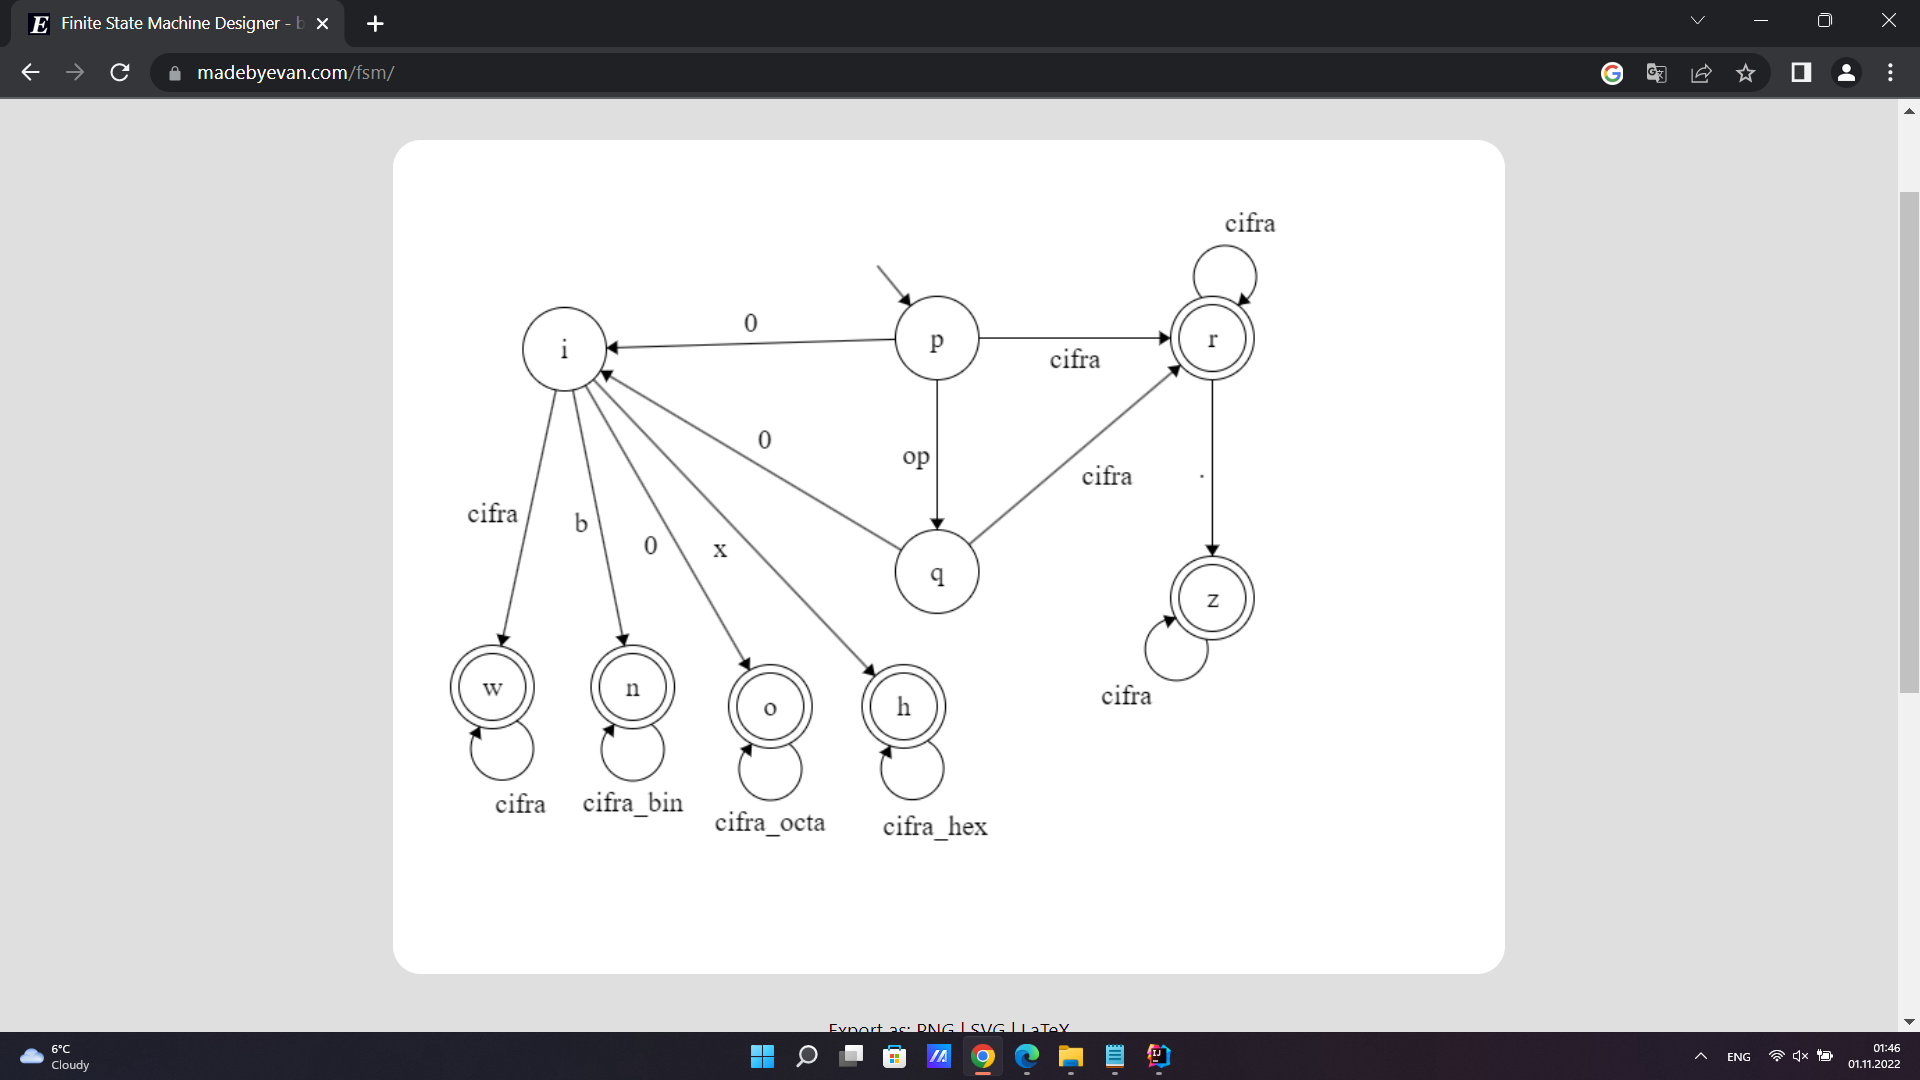 E Finite State Machine Designer - b
madebyevan.com/fsm/
cifra
0
i
p
r
cifra
0
op
cifra
.
cifra
b
0
x
q
z
w
n
o
h
cifra
cifra
cifra_bin
cifra_octa
cifra_hex
Export as: PNG | SVG | LaTeX
6°C
Cloudy
ENG
01:46
01.11.2022